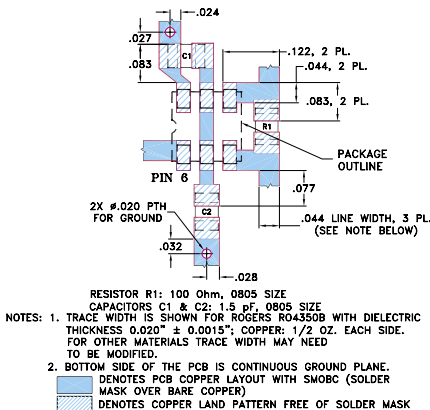 .024
.027
.083
C1
.122, 2 PL.
.044, 2 PL.
.083, 2 PL.
R1
PACKAGE
OUTLINE
PIN 6
.077
2X ø.020 PTH
FOR GROUND
C2
.044 LINE WIDTH, 3 PL.
(SEE NOTE BELOW)
.032
.028
RESISTOR R1: 100 Ohm, 0805 SIZE
CAPACITORS C1 & C2: 1.5 pF, 0805 SIZE
NOTES: 1. TRACE WIDTH IS SHOWN FOR ROGERS RO4350B WITH DIELECTRIC
THICKNESS 0.020" ± 0.0015"; COPPER: 1/2 OZ. EACH SIDE.
FOR OTHER MATERIALS TRACE WIDTH MAY NEED
TO BE MODIFIED.
2. BOTTOM SIDE OF THE PCB IS CONTINUOUS GROUND PLANE.
DENOTES PCB COPPER LAYOUT WITH SMOBC (SOLDER
MASK OVER BARE COPPER)
DENOTES COPPER LAND PATTERN FREE OF SOLDER MASK